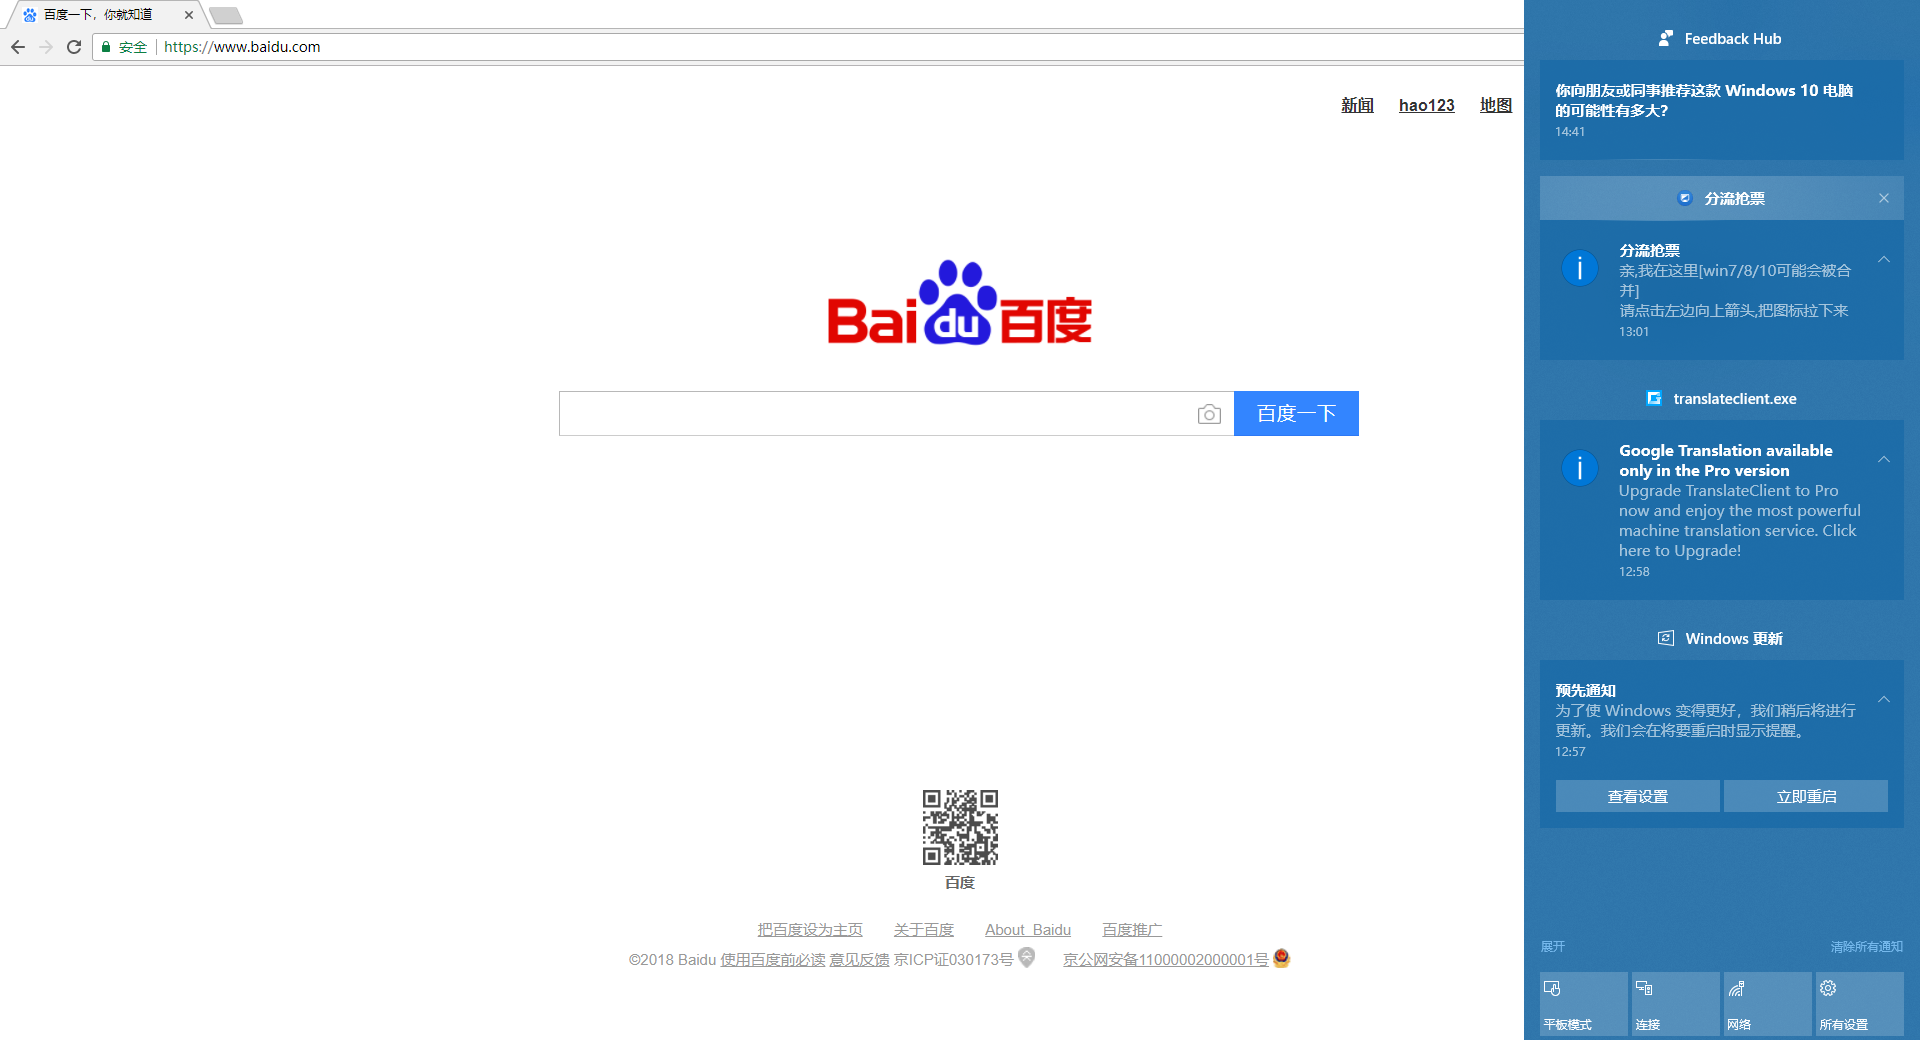 百度一下，你就知道
安全 https://www.baidu.com
新闻 hao123 地图
Bai du 百度
百度一下
百度
把百度设为主页 关于百度 About Baidu 百度推广
©2018 Baidu 使用百度前必读 意见反馈 京ICP证030173号 京公网安备11000002000001号
Feedback Hub
你向朋友或同事推荐这款 Windows 10 电脑
的可能性有多大?
14:41
分流抢票
分流抢票
亲,我在这里[win7/8/10可能会被合
并]
请点击左边向上箭头,把图标拉下来
13:01
translateclient.exe
Google Translation available
only in the Pro version
Upgrade TranslateClient to Pro
now and enjoy the most powerful
machine translation service. Click
here to Upgrade!
12:58
Windows 更新
预先通知
为了使 Windows 变得更好，我们稍后将进行
更新。我们会在将要重启时显示提醒。
12:57
查看设置 立即重启
展开 清除所有通知
平板模式 连接 网络 所有设置